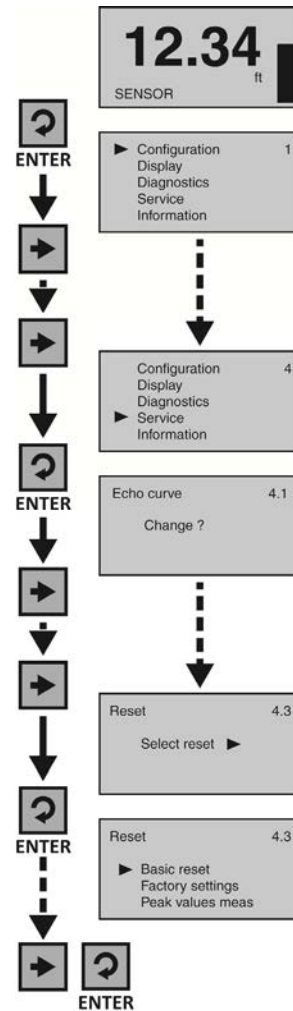 12.34
ft
SENSOR
ENTER
Configuration 1
Display
Diagnostics
Service
Information
Configuration 4
Display
Diagnostics
Service
Information
ENTER
Echo curve 4.1
Change ?
Reset 4.3
Select reset
ENTER
Reset 4.3
Basic reset
Factory settings
Peak values meas
ENTER